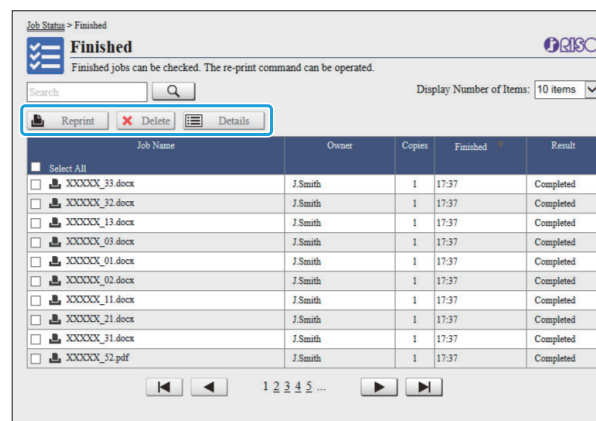 Job Status > Finished
Finished
RISO
Finished jobs can be checked. The re-print command can be operated.
Search
Display Number of Items: 10 items
Reprint Delete Details
Job Name Owner Copies Finished Result
Select All
XXXXX_33.docx J.Smith 1 17:37 Completed
XXXXX_32.docx J.Smith 1 17:37 Completed
XXXXX_13.docx J.Smith 1 17:37 Completed
XXXXX_03.docx J.Smith 1 17:37 Completed
XXXXX_01.docx J.Smith 1 17:37 Completed
XXXXX_02.docx J.Smith 1 17:37 Completed
XXXXX_11.docx J.Smith 1 17:37 Completed
XXXXX_21.docx J.Smith 1 17:37 Completed
XXXXX_31.docx J.Smith 1 17:37 Completed
XXXXX_52.pdf J.Smith 1 17:37 Completed
1 2 3 4 5 ...